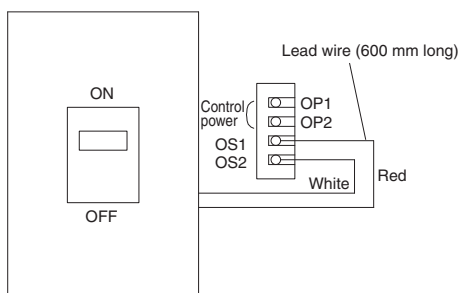 Lead wire (600 mm long)
ON
Control
power
OP1
OP2
OS1
OS2
White
Red
OFF